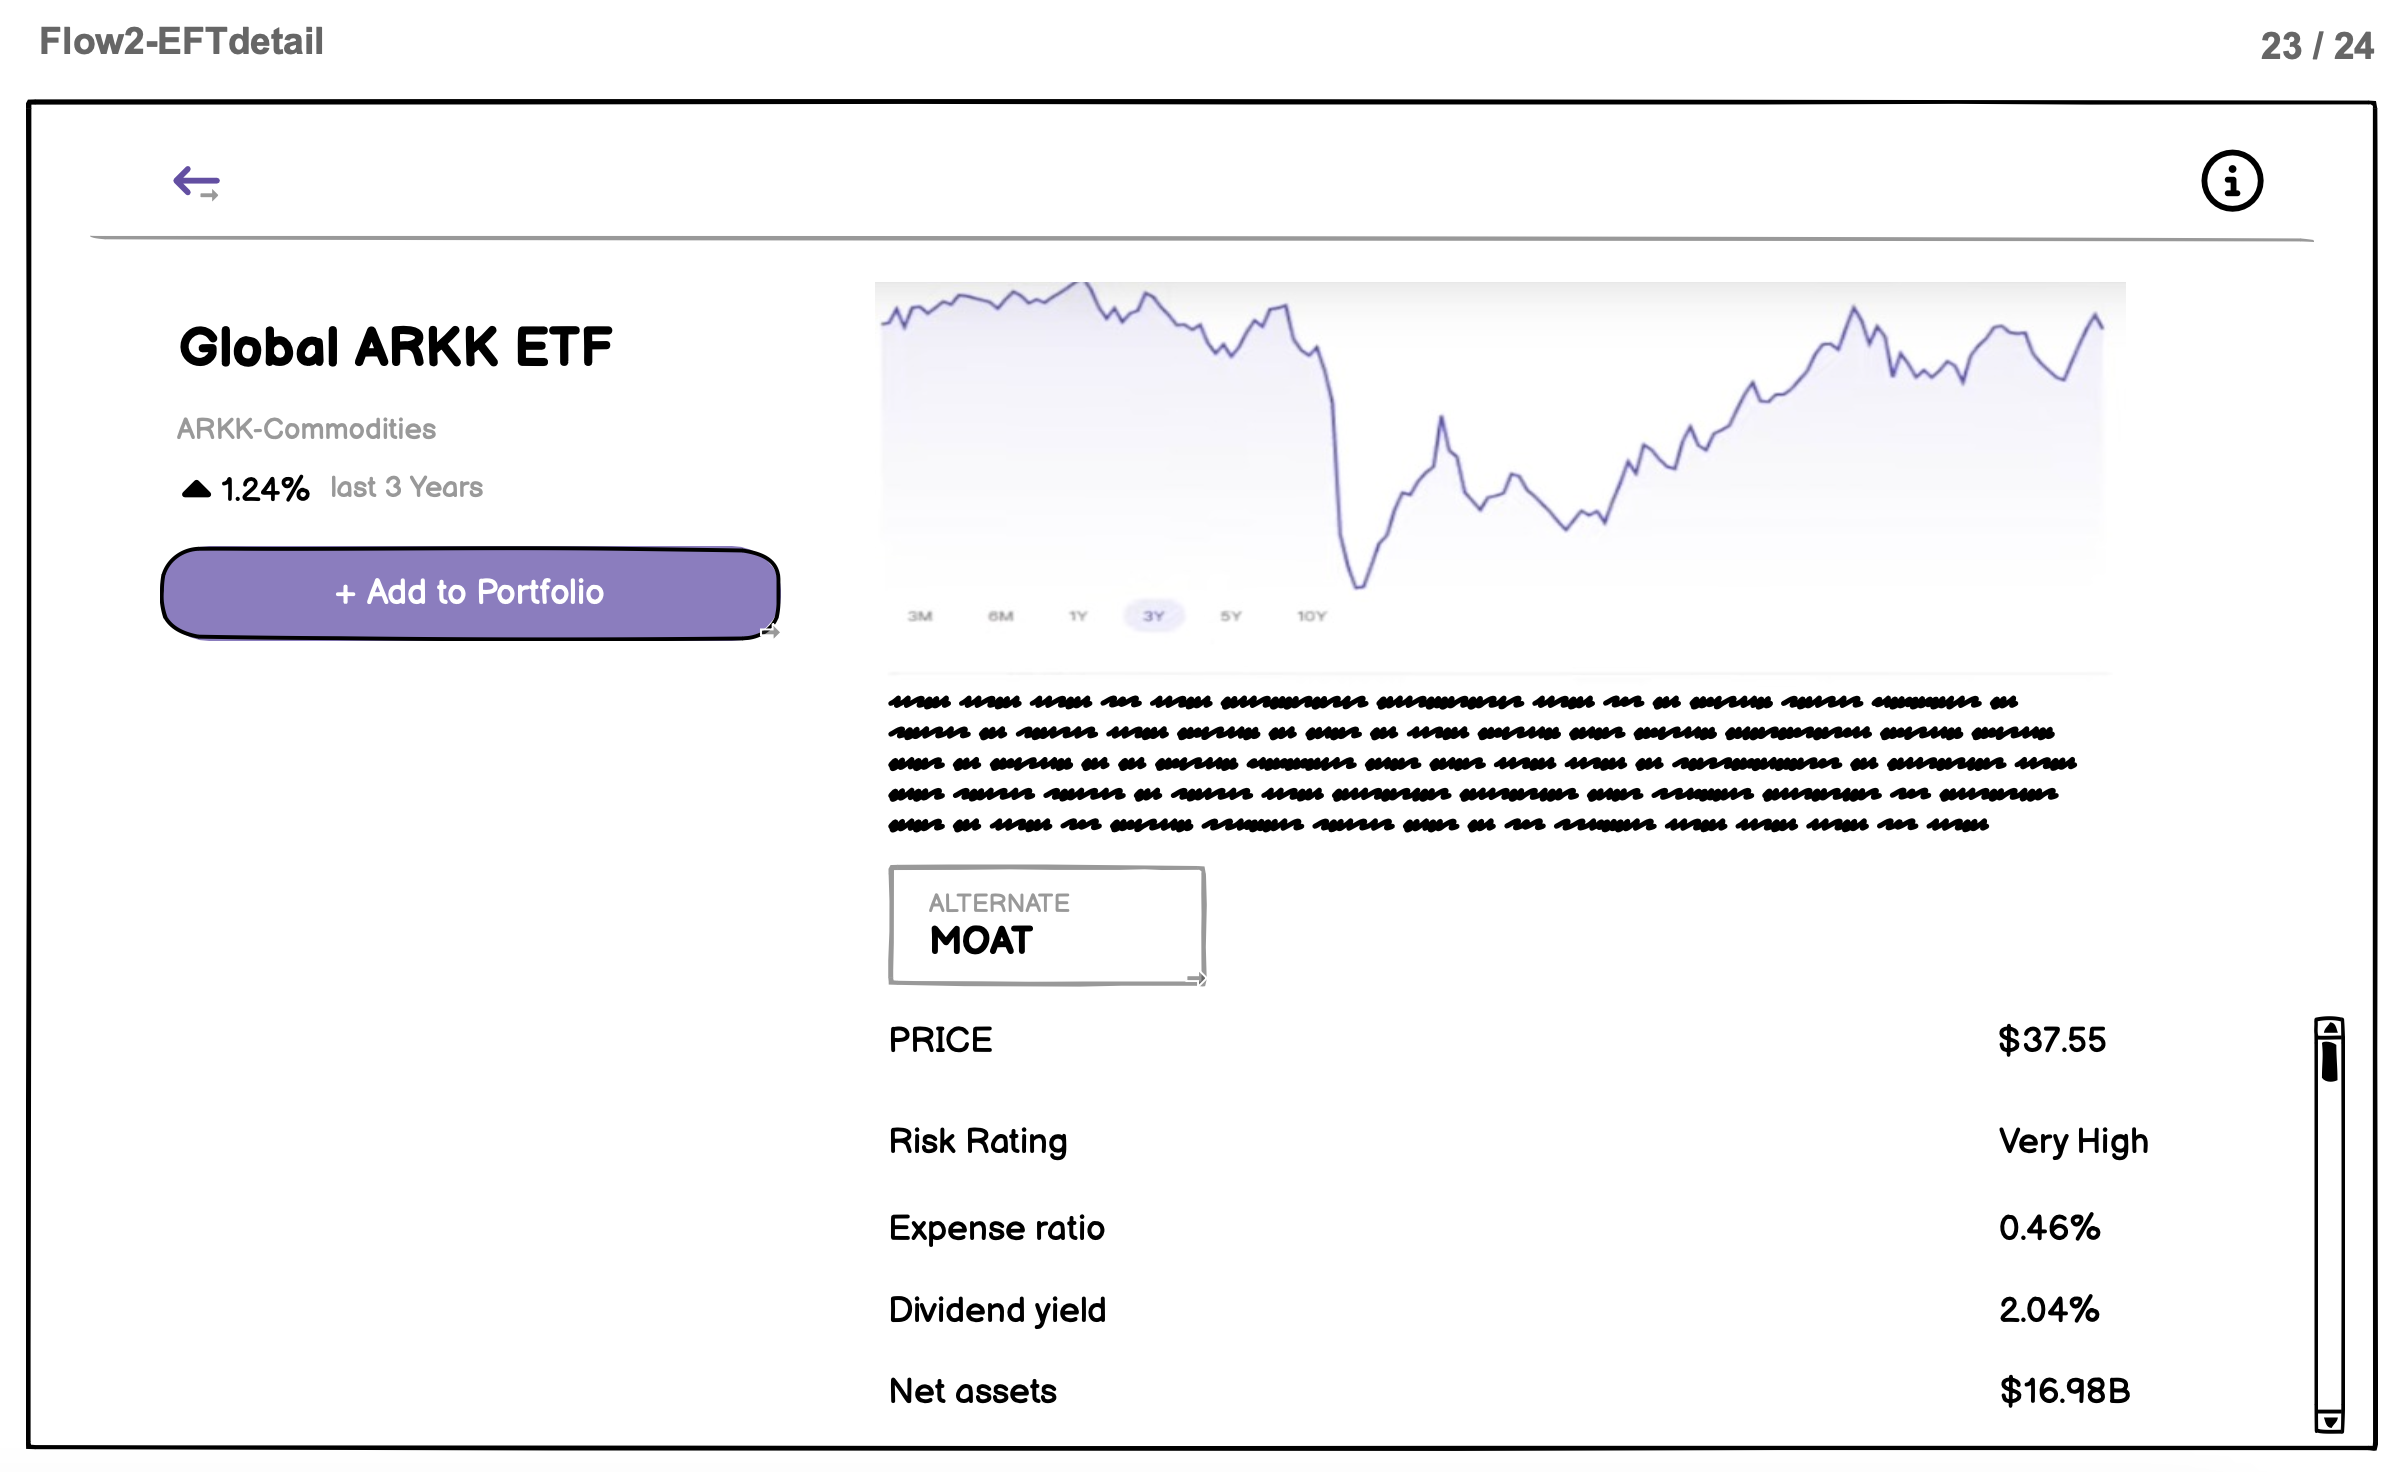 Flow2-EFTdetail
23 / 24
Global ARKK ETF
ARKK-Commodities
1.24% last 3 Years
+ Add to Portfolio
3M 6M 1Y 3Y 5Y 10Y
ALTERNATE
MOAT
PRICE $37.55
Risk Rating Very High
Expense ratio 0.46%
Dividend yield 2.04%
Net assets $16.98B